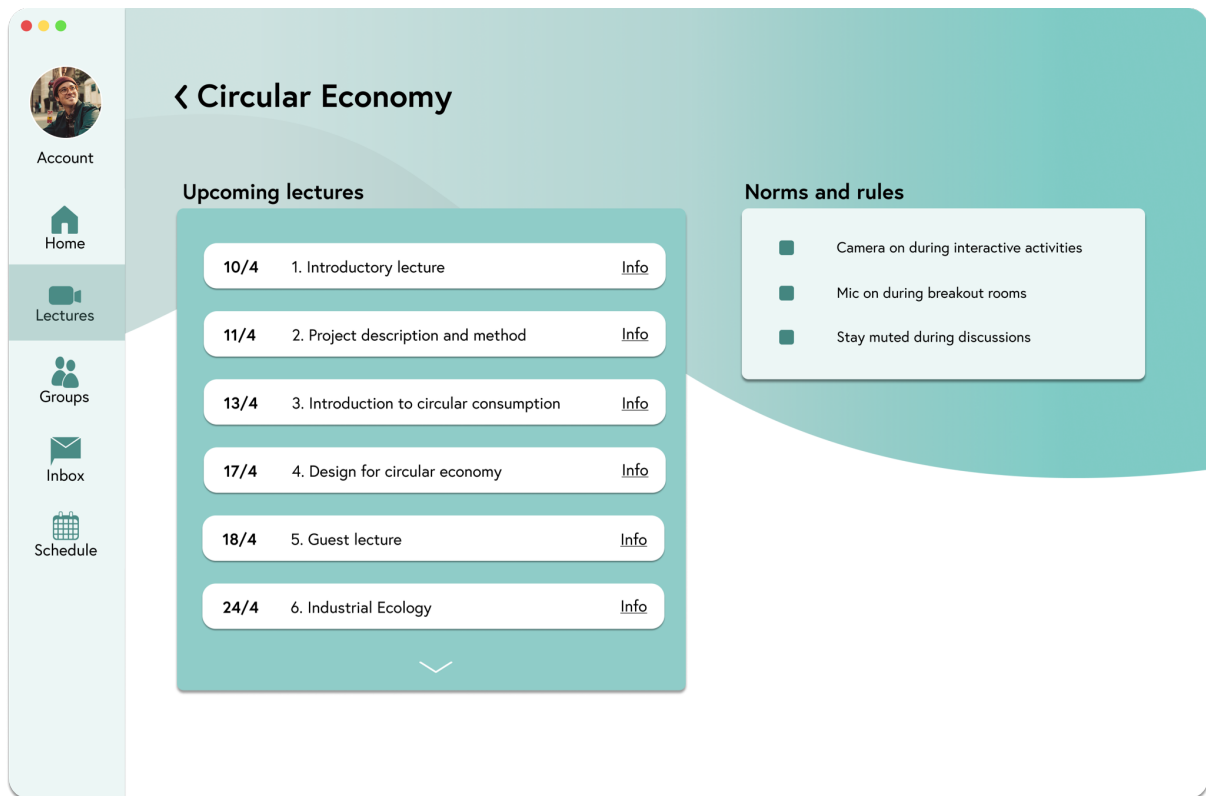 Account
Home
Lectures
Groups
Inbox
Schedule
Circular Economy
Upcoming lectures
10/4 1. Introductory lecture Info
11/4 2. Project description and method Info
13/4 3. Introduction to circular consumption Info
17/4 4. Design for circular economy Info
18/4 5. Guest lecture Info
24/4 6. Industrial Ecology Info
Norms and rules
Camera on during interactive activities
Mic on during breakout rooms
Stay muted during discussions